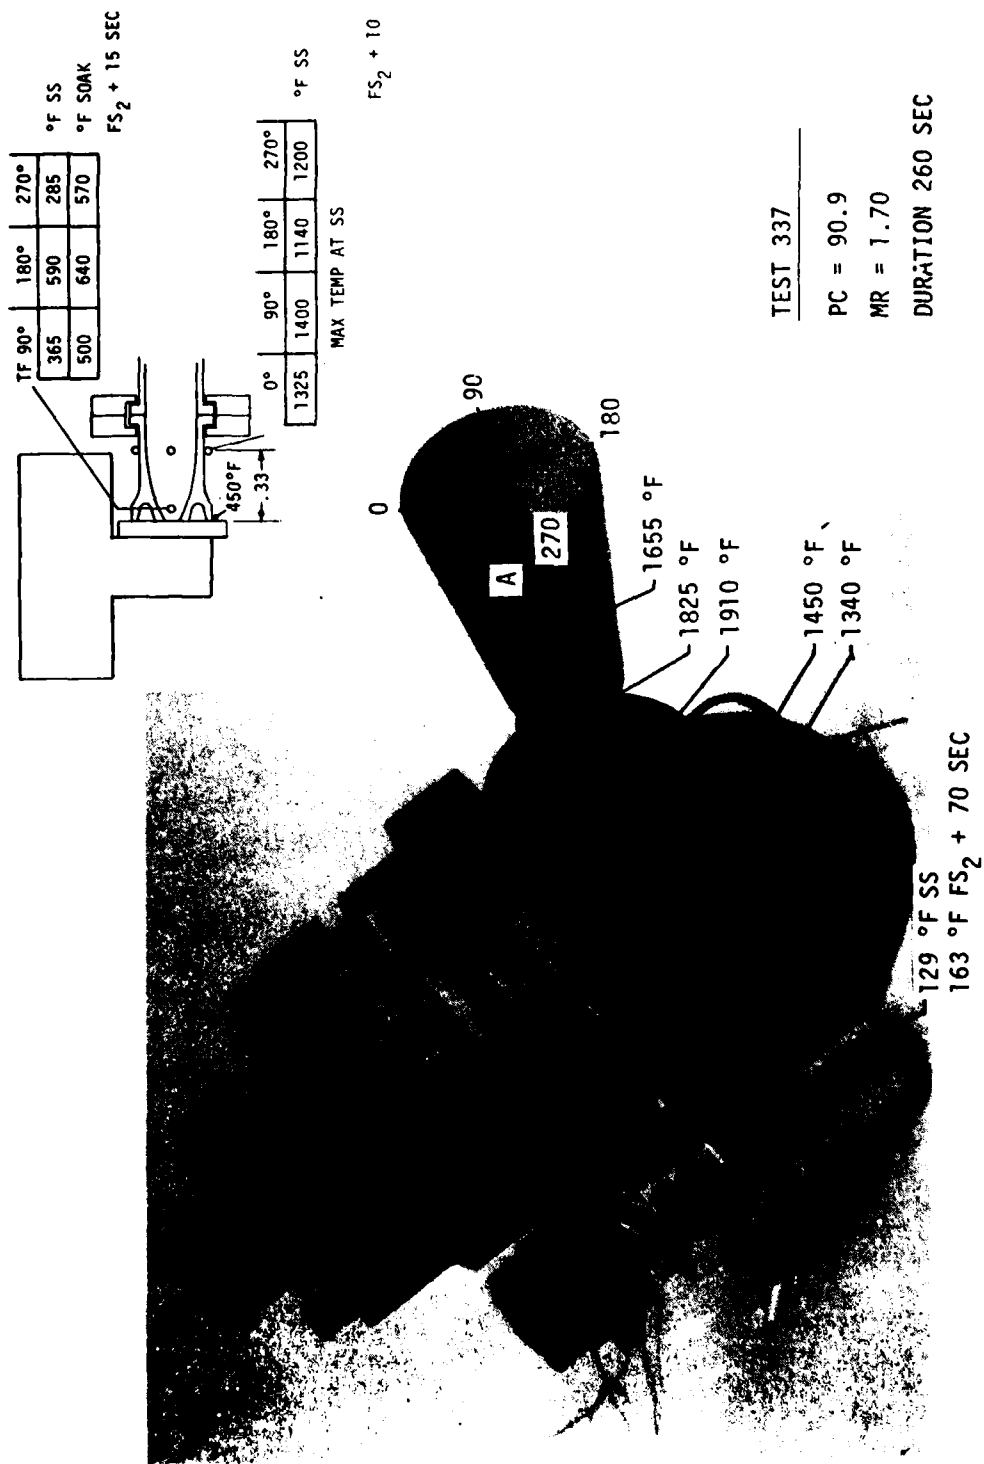 TF 90° 180° 270°
365 590 285 °F SS
500 640 570 °F SOAK
FS2 + 15 SEC
450°F
.33
0° 90° 180° 270°
1325 1400 1140 1200 °F SS
MAX TEMP AT SS
FS2 + 10
0
90
180
270
A
1655 °F
1825 °F
1910 °F
1450 °F
1340 °F
129 °F SS
163 °F FS2 + 70 SEC
TEST 337
PC = 90.9
MR = 1.70
DURATION 260 SEC